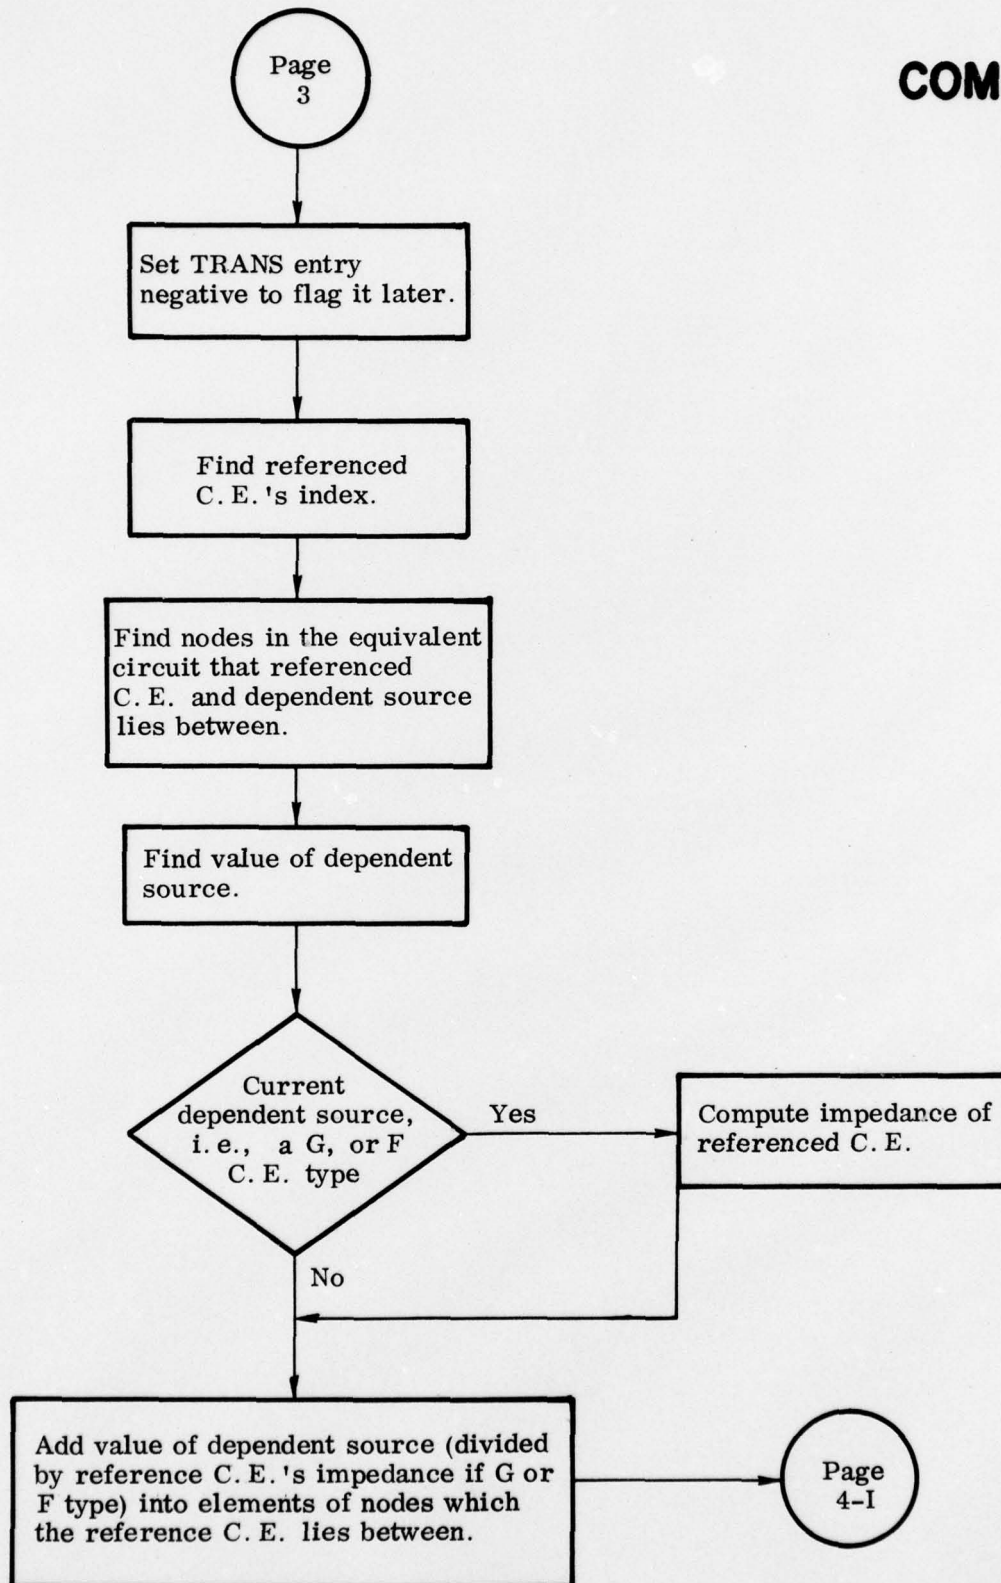 Page
3
COM
Set TRANS entry
negative to flag it later.
Find referenced
C.E.'s index.
Find nodes in the equivalent
circuit that referenced
C.E. and dependent source
lies between.
Find value of dependent
source.
Current
dependent source,
i.e., a G, or F
C.E. type
Yes
Compute impedance of
referenced C.E.
No
Add value of dependent source (divided
by reference C.E.'s impedance if G or
F type) into elements of nodes which
the reference C.E. lies between.
Page
4-I